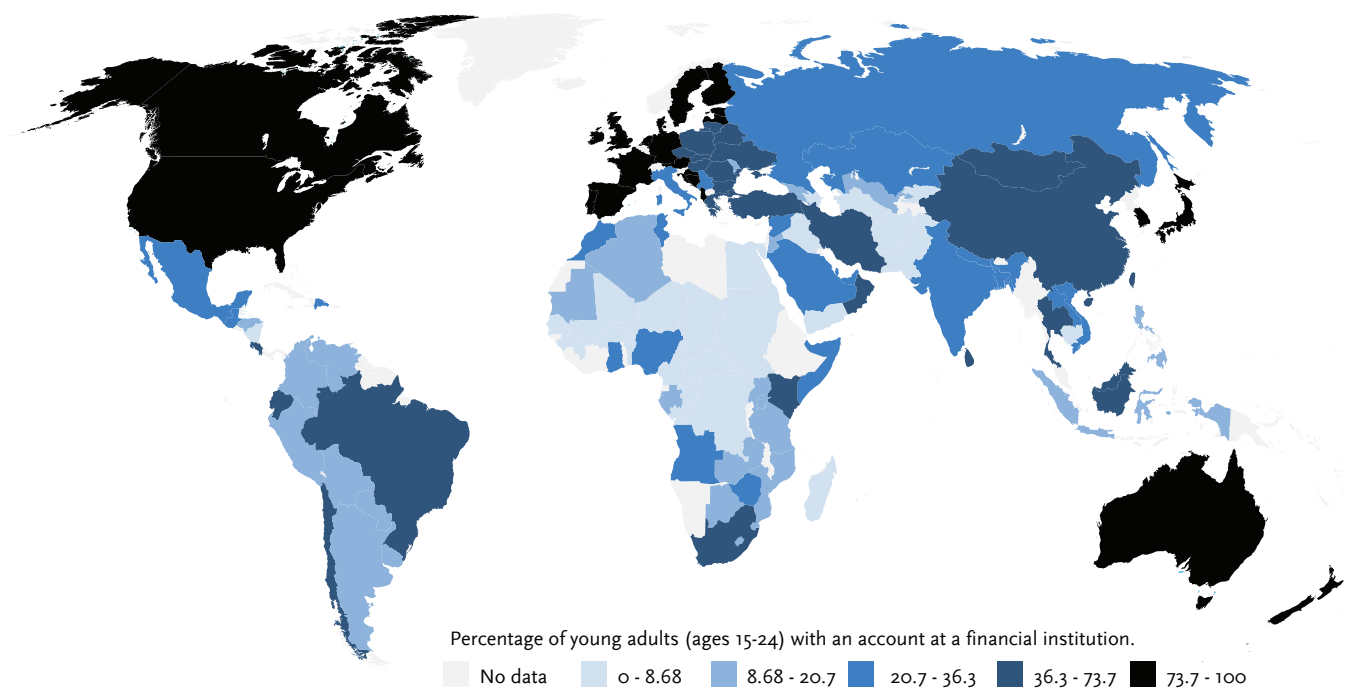 Percentage of young adults (ages 15-24) with an account at a financial institution.
No data 0 - 8.68 8.68 - 20.7 20.7 - 36.3 36.3 - 73.7 73.7 - 100